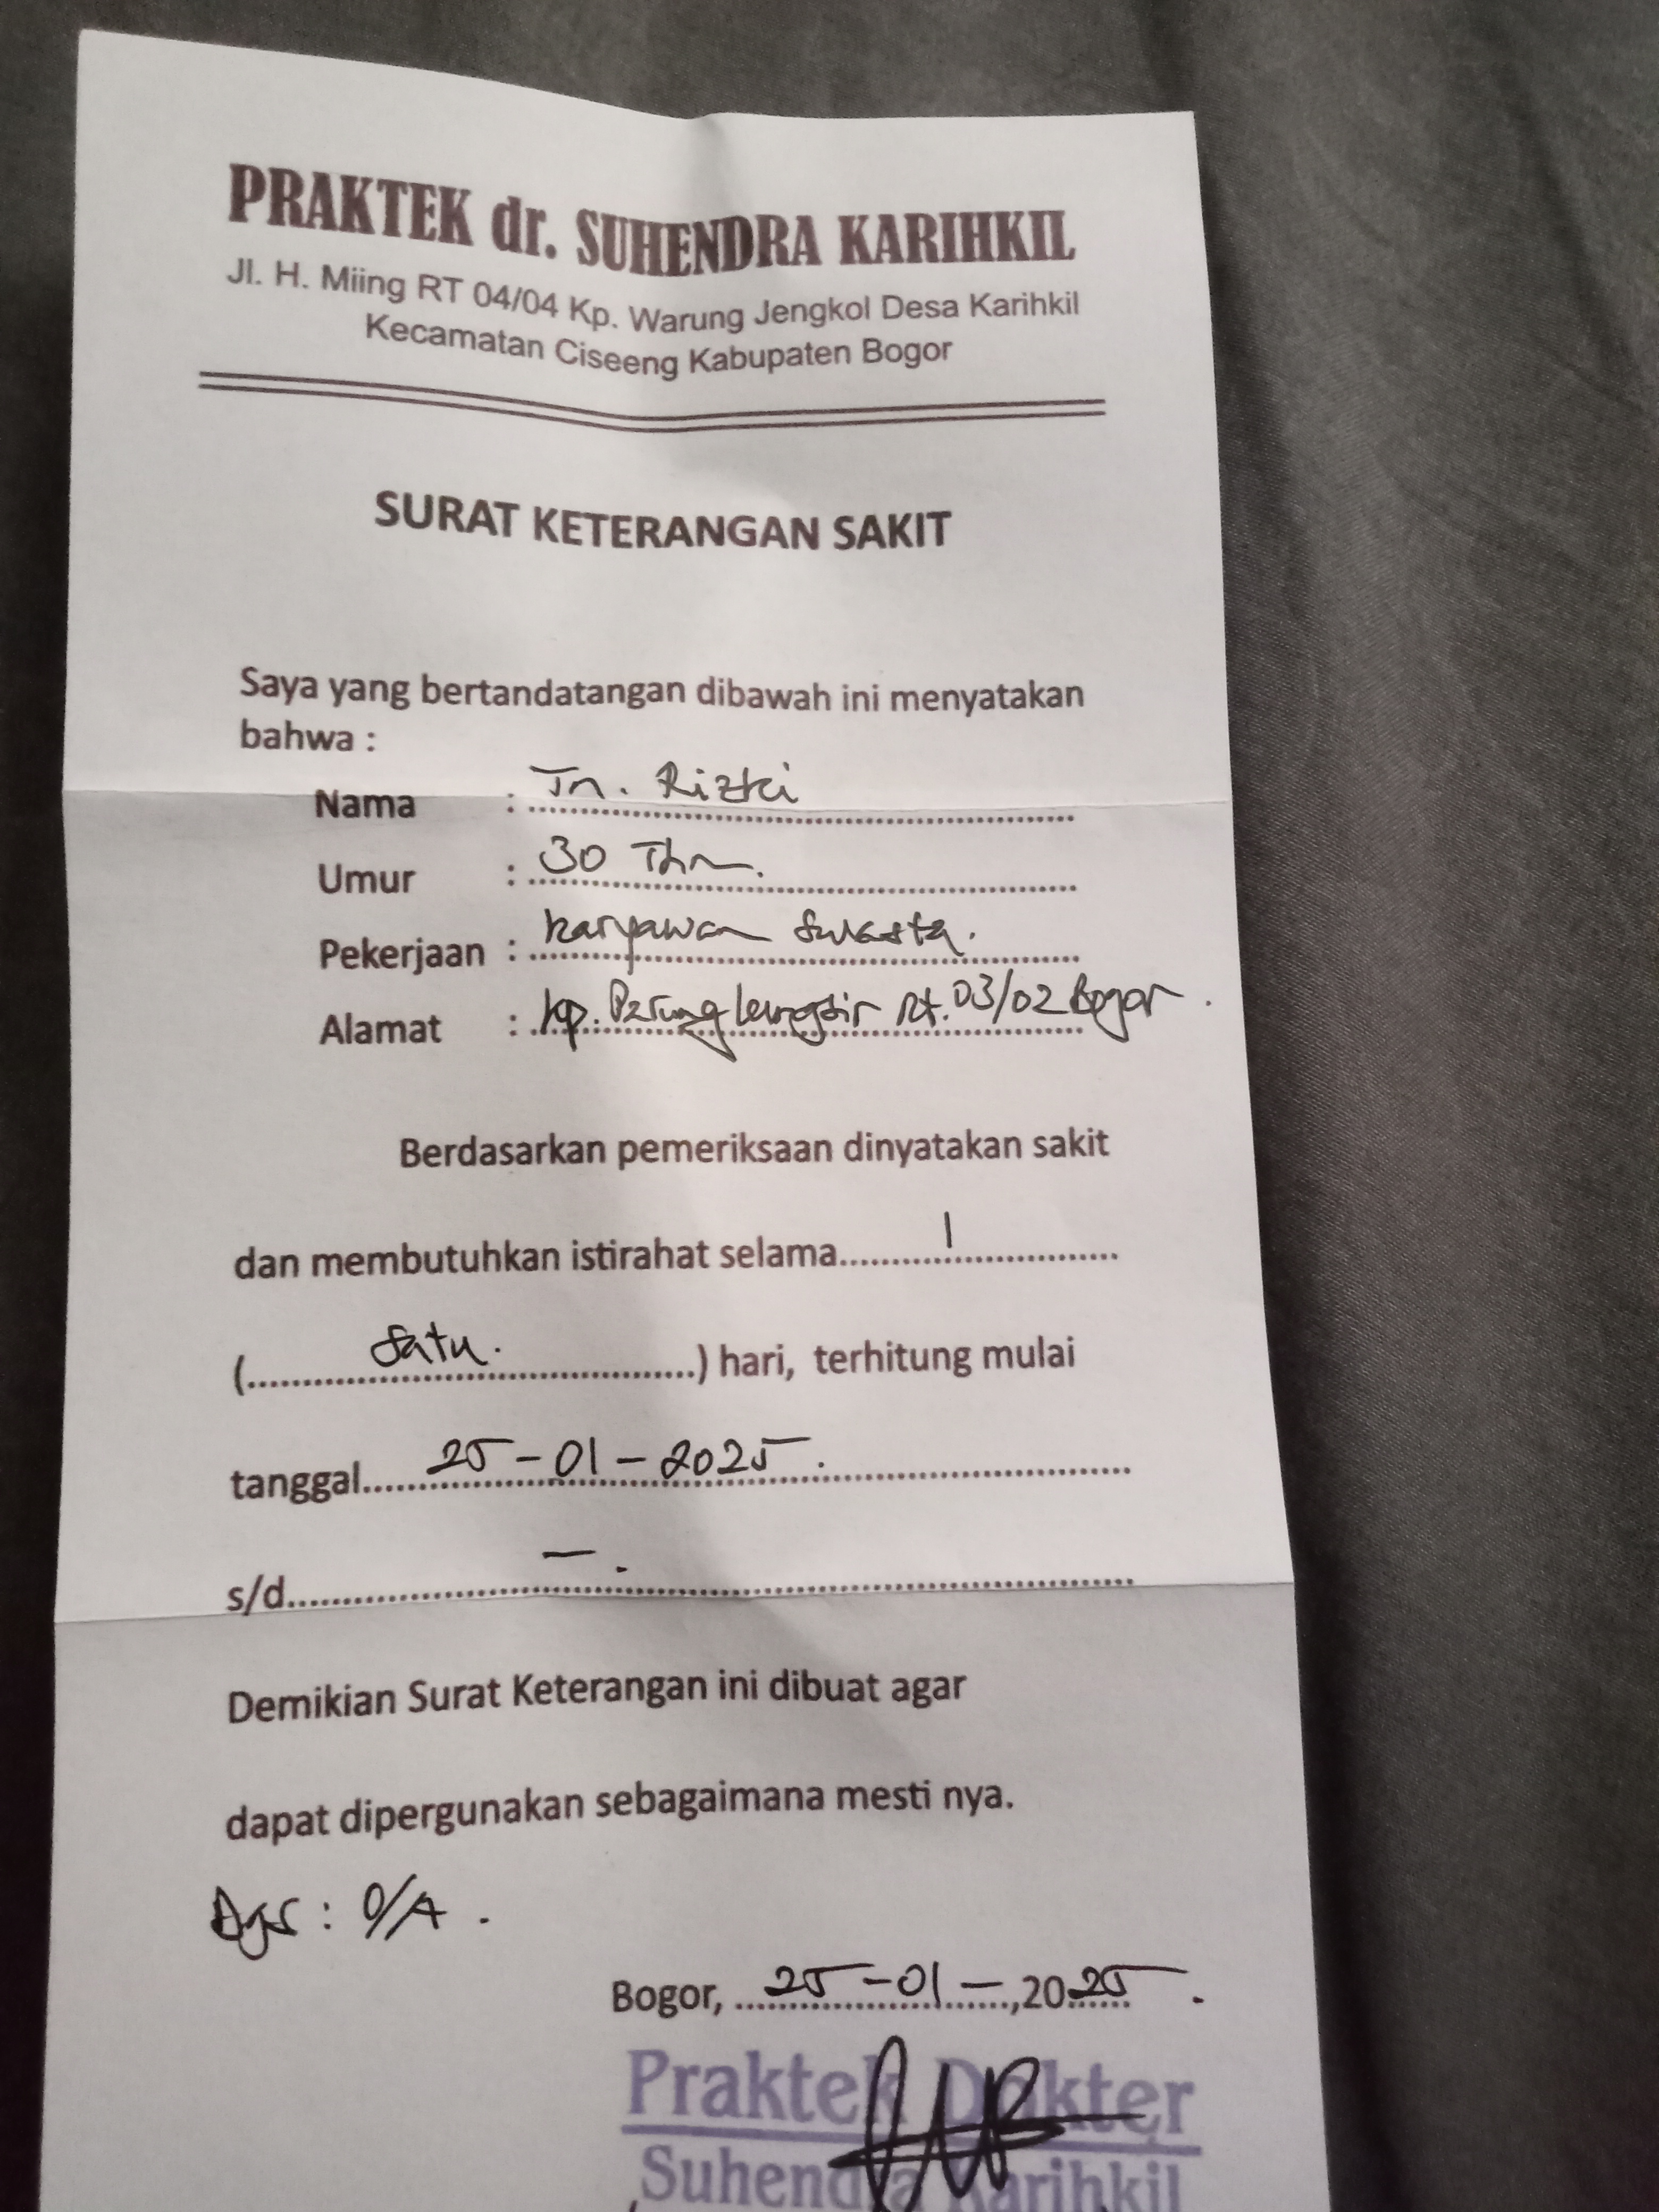 PRAKTEK dr. SUHENDRA KARIHKIL
Jl. H. Miing RT 04/04 Kp. Warung Jengkol Desa Karihkil
Kecamatan Ciseeng Kabupaten Bogor
SURAT KETERANGAN SAKIT
Saya yang bertandatangan dibawah ini menyatakan
bahwa :
Nama : Tn. Rizki
Umur : 30 Thn.
Pekerjaan : Karyawan Swasta.
Alamat : Kp. Parung Rt. 03/02 Bogor.
Berdasarkan pemeriksaan dinyatakan sakit
dan membutuhkan istirahat selama..........1..........
(..........Satu...........) hari, terhitung mulai
tanggal.....25-01-2025.....
s/d..........—...........
Demikian Surat Keterangan ini dibuat agar
dapat dipergunakan sebagaimana mesti nya.
: O/A.
Bogor, 25-01-,2025.
Praktek Dokter
Suhendra Karihkil